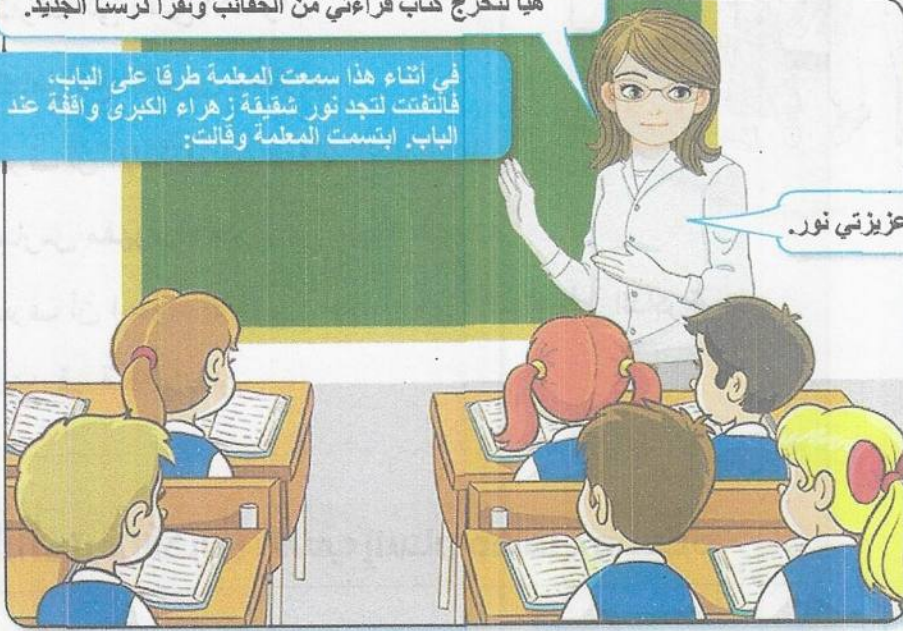 هيا لنخرج كتاب قراءتي من الحقائب ونقرأ درسنا الجديد.
في أثناء هذا سمعت المعلمة طرقا على الباب،
فالتفتت لتجد نور شقيقة زهراء الكبرى واقفة عند
الباب. ابتسمت المعلمة وقالت:
عزيزتي نور.